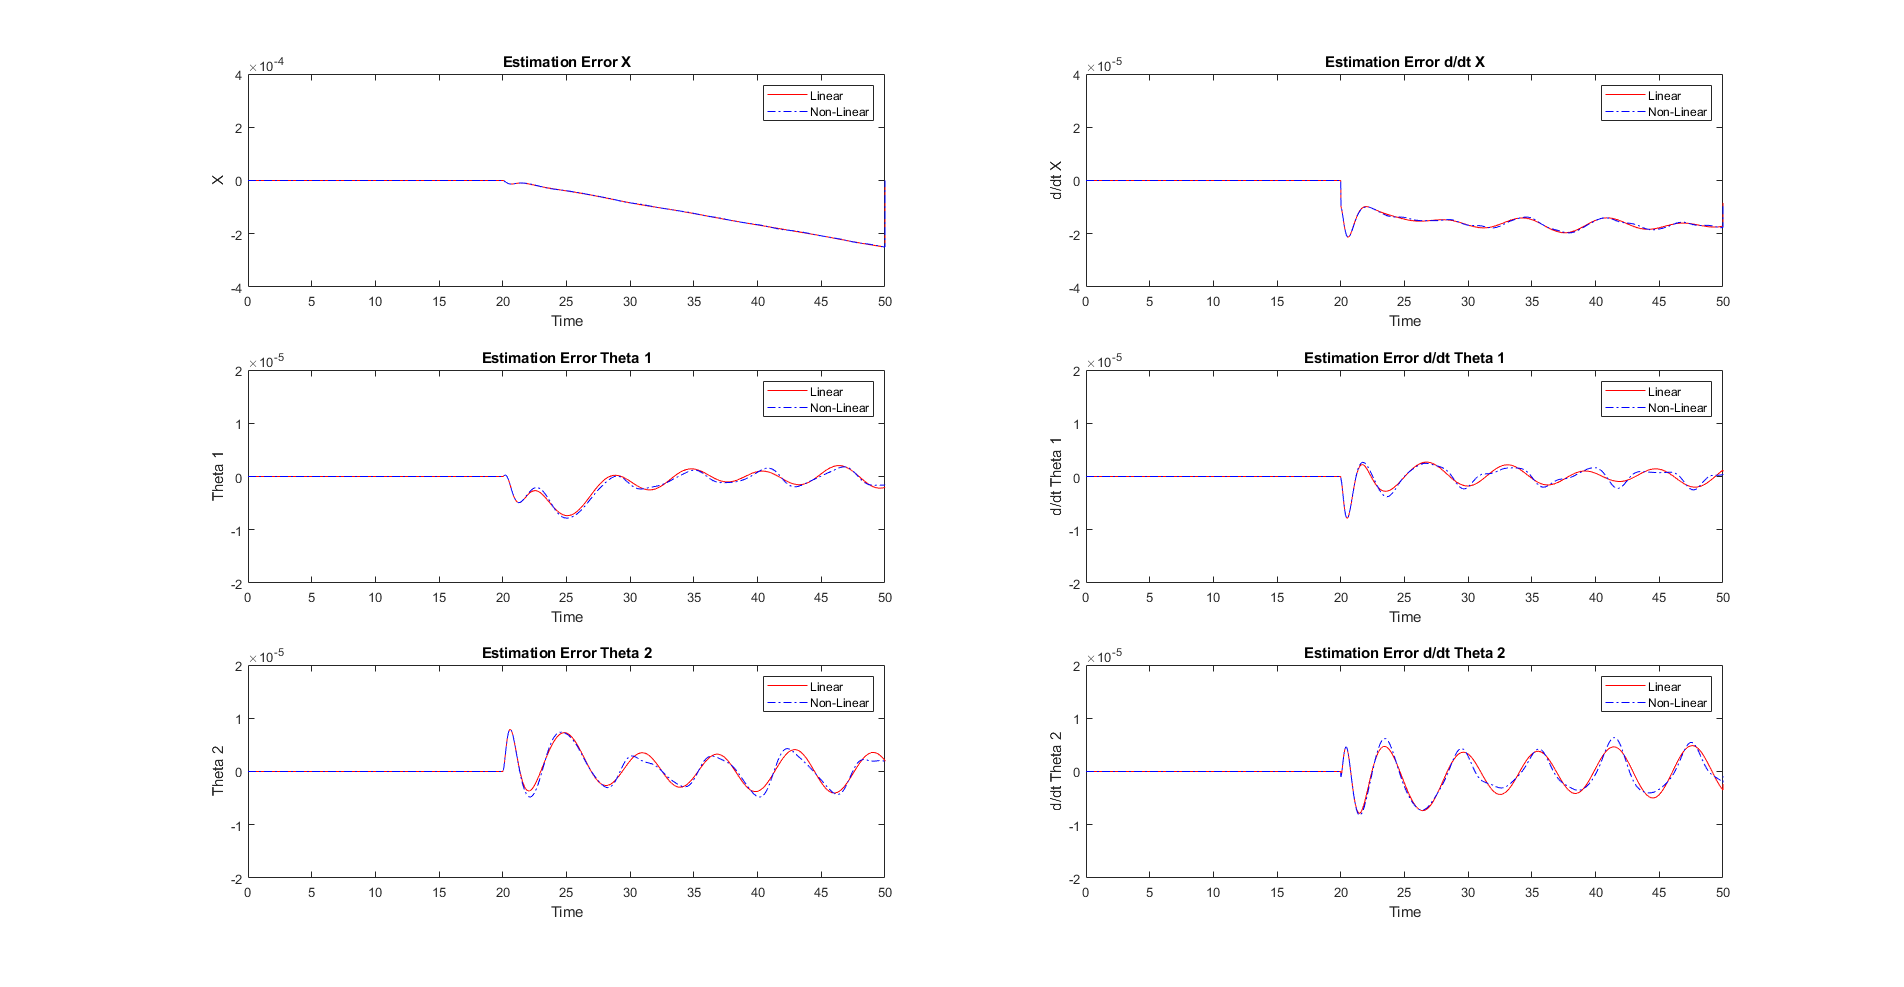 Estimation Error X
×10-4
4
2
0
-2
-4
X
0 5 10 15 20 25 30 35 40 45 50
Time
Linear
Non-Linear
Estimation Error d/dt X
×10-5
4
2
0
-2
-4
d/dt X
0 5 10 15 20 25 30 35 40 45 50
Time
Linear
Non-Linear
Estimation Error Theta 1
×10-5
2
1
0
-1
-2
Theta 1
0 5 10 15 20 25 30 35 40 45 50
Time
Linear
Non-Linear
Estimation Error d/dt Theta 1
×10-5
2
1
0
-1
-2
d/dt Theta 1
0 5 10 15 20 25 30 35 40 45 50
Time
Linear
Non-Linear
Estimation Error Theta 2
×10-5
2
1
0
-1
-2
Theta 2
0 5 10 15 20 25 30 35 40 45 50
Time
Linear
Non-Linear
Estimation Error d/dt Theta 2
×10-5
2
1
0
-1
-2
d/dt Theta 2
0 5 10 15 20 25 30 35 40 45 50
Time
Linear
Non-Linear